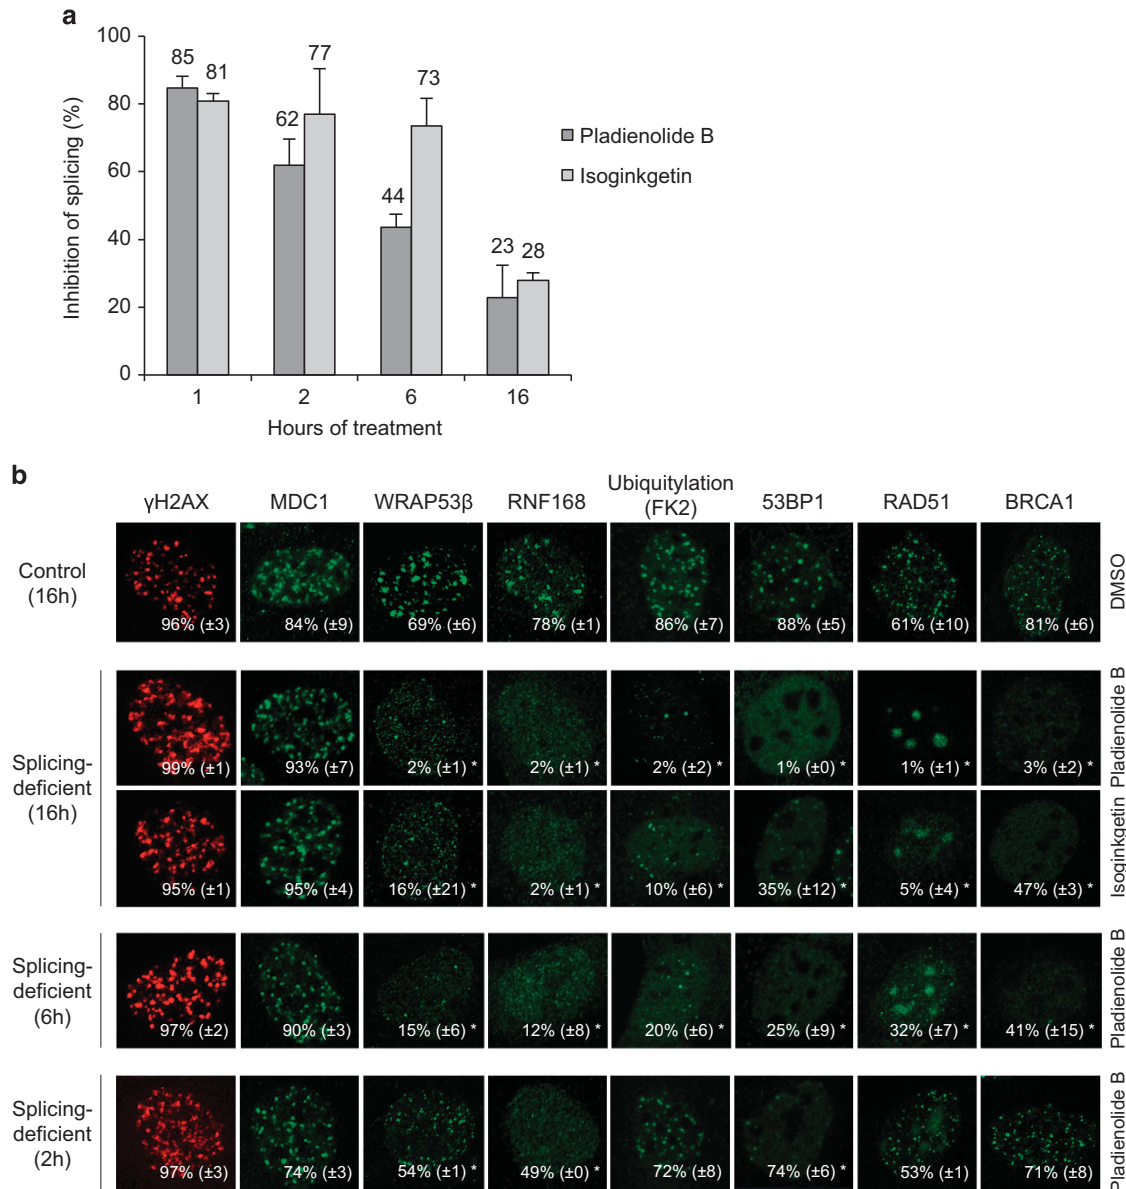 a
Inhibition of splicing (%)
100
80
60
40
20
0
85
81
62
77
44
73
23
28
Pladienolide B
Isoginkgetin
1 2 6 16
Hours of treatment
b
γH2AX MDC1 WRAP53β RNF168 Ubiquitylation (FK2) 53BP1 RAD51 BRCA1
Control
(16h)
96% (±3) 84% (±9) 69% (±6) 78% (±1) 86% (±7) 88% (±5) 61% (±10) 81% (±6)
DMSO
Splicing-
deficient
(16h)
99% (±1) 93% (±7) 2% (±1) * 2% (±1) * 2% (±2) * 1% (±0) * 1% (±1) * 3% (±2) *
Pladienolide B
95% (±1) 95% (±4) 16% (±21) * 2% (±1) * 10% (±6) * 35% (±12) * 5% (±4) * 47% (±3) *
Isoginkgetin
Splicing-
deficient
(6h)
97% (±2) 90% (±3) 15% (±6) * 12% (±8) * 20% (±6) * 25% (±9) * 32% (±7) * 41% (±15) *
Pladienolide B
Splicing-
deficient
(2h)
97% (±3) 74% (±3) 54% (±1) * 49% (±0) * 72% (±8) 74% (±6) * 53% (±1) 71% (±8)
Pladienolide B